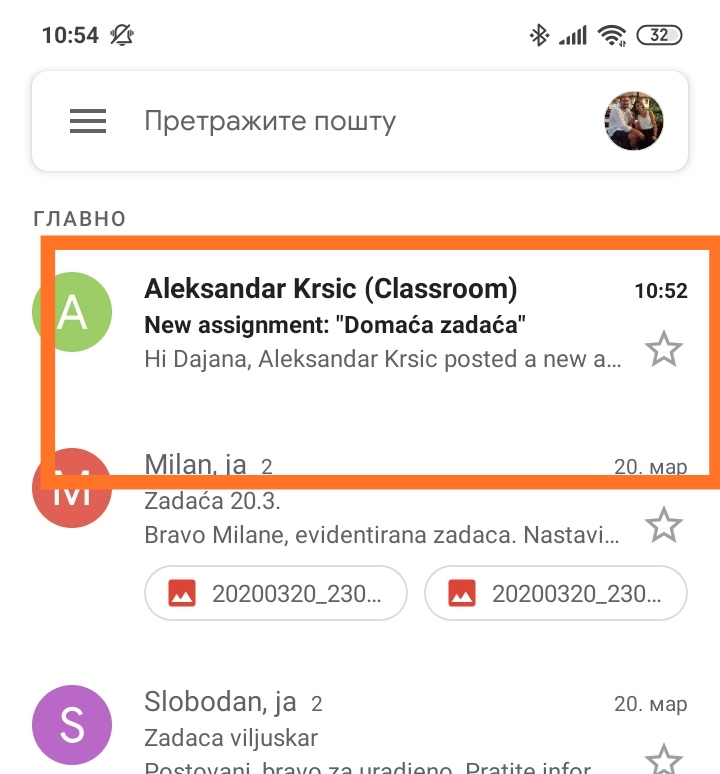 10:54
32
Претражите пошту
ГЛАВНО
A
Aleksandar Krsic (Classroom)
10:52
New assignment: "Domaća zadaća"
Hi Dajana, Aleksandar Krsic posted a new a...
M
Milan, ja 2
20. мар
Zadaća 20.3.
Bravo Milane, evidentirana zadaca. Nastavi...
20200320_230...
20200320_230...
S
Slobodan, ja 2
20. мар
Zadaca viljuskar
Postovani, bravo za uradjeno. Pratite infor